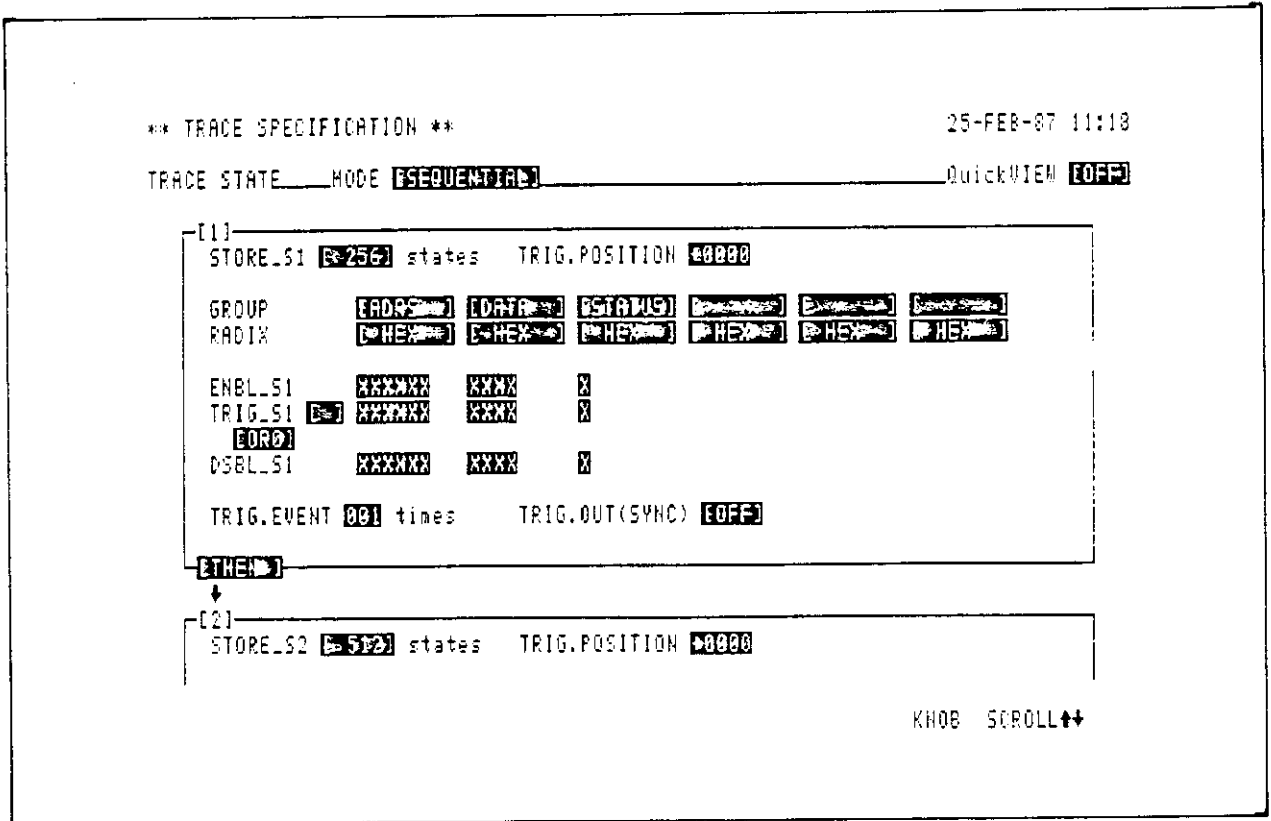 ** TRACE SPECIFICATION ** 25-FEB-87 11:18
TRACE STATE MODE [SEQUENTIAL] QuickVIEW [OFF]
[1]
STORE_S1 [ 256] states TRIG.POSITION +0000
GROUP [ADRS ] [DATA ] [STATUS] [ ] [ ] [ ]
RADIX [ HEX ] [ HEX ] [ HEX ] [ HEX ] [ HEX ] [ HEX ]
ENBL_S1 XXXXXX XXXX X
TRIG_S1 [=] XXXXXX XXXX X
[OR0]
DSBL_S1 XXXXXX XXXX X
TRIG.EVENT 001 times TRIG.OUT(SYNC) [OFF]
[THEN ]
[2]
STORE_S2 [ 512] states TRIG.POSITION +0000
KNOB SCROLL